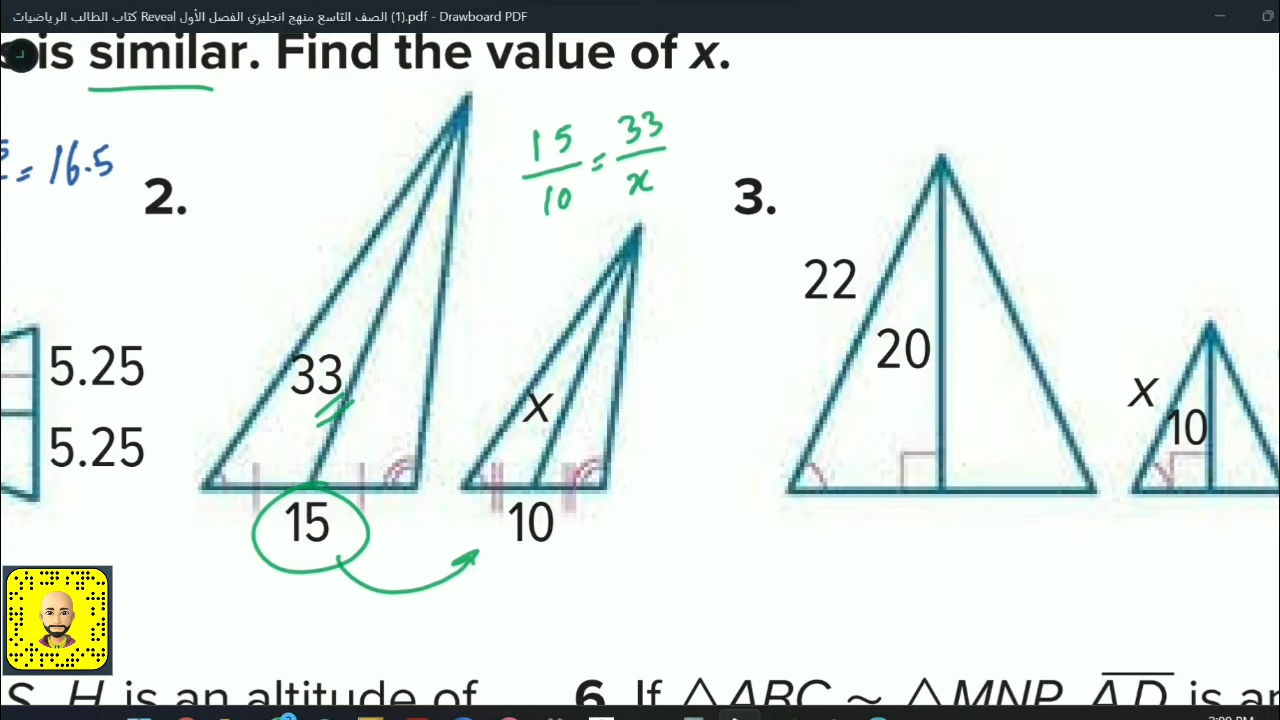 كتاب الطالب الرياضيات Reveal الصف التاسع منهج انجليزي الفصل الأول (1).pdf - Drawboard PDF
is similar. Find the value of x.
= 16.5
2.
15/10 = 33/x
3.
22
20
33
x
x
10
5.25
5.25
15
10
S, H is an altitude of
6. If △ABC ~ △MNP, AD is an